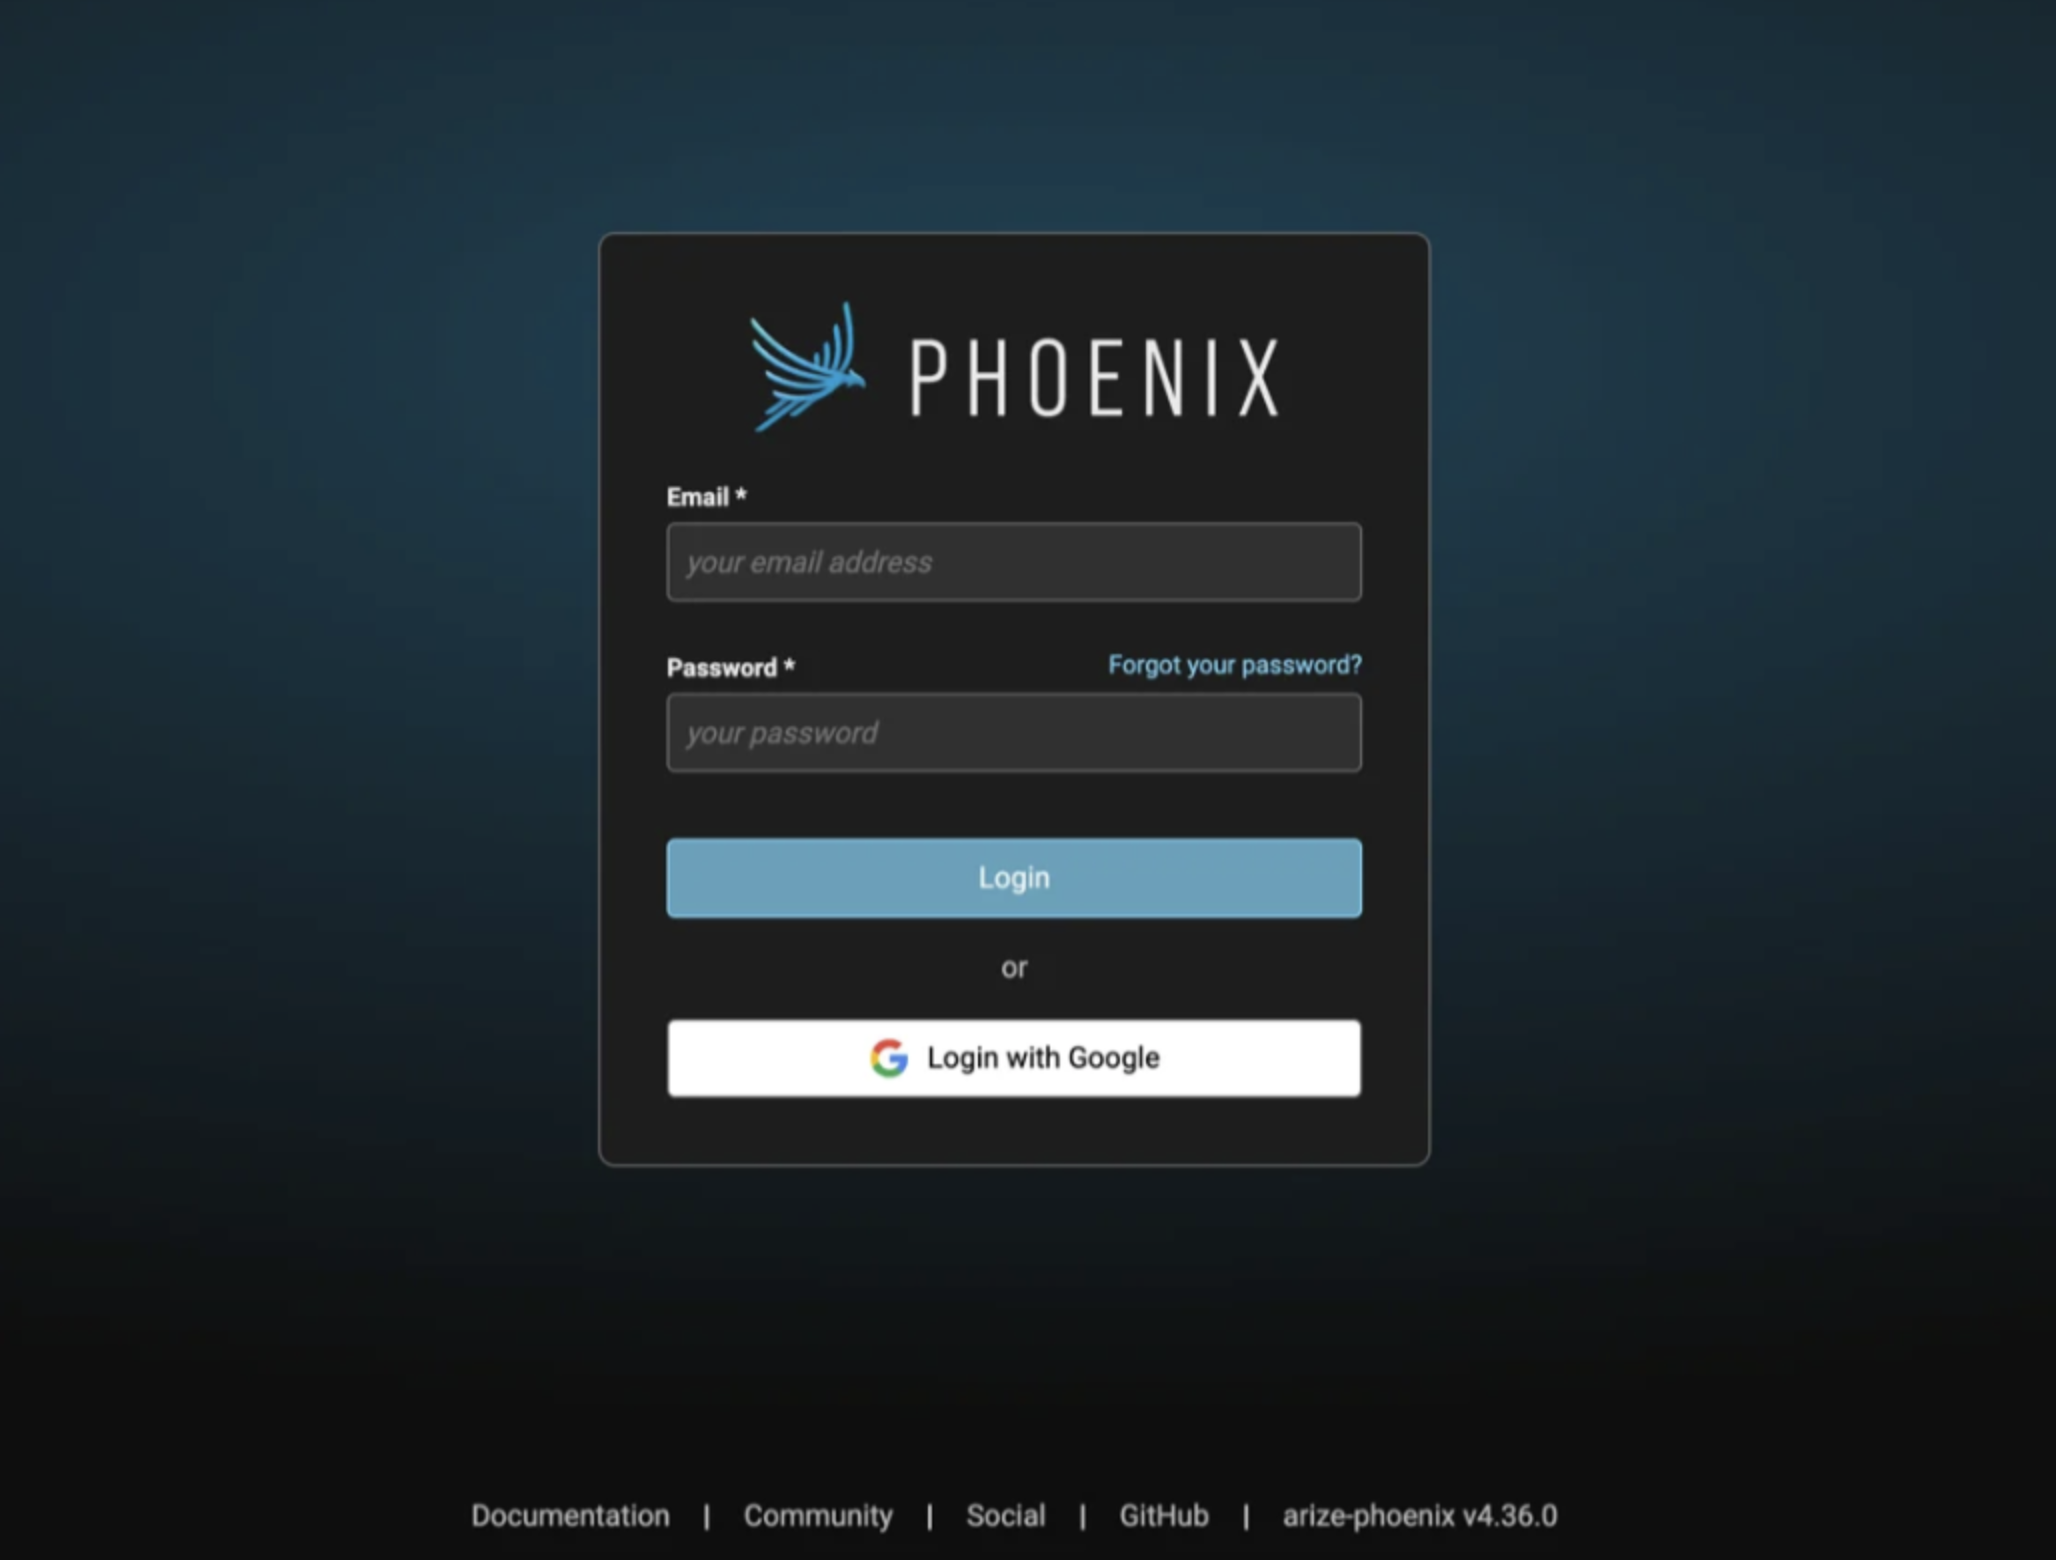 PHOENIX
Email *
your email address
Password *
Forgot your password?
your password
Login
or
Login with Google
Documentation | Community | Social | GitHub | arize-phoenix v4.36.0